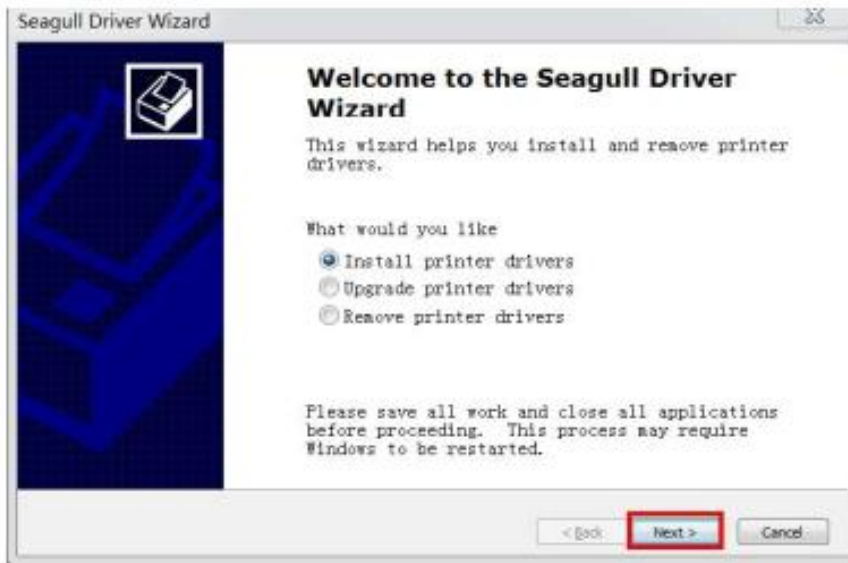 Seagull Driver Wizard
Welcome to the Seagull Driver
Wizard
This wizard helps you install and remove printer
drivers.
What would you like
Install printer drivers
Upgrade printer drivers
Remove printer drivers
Please save all work and close all applications
before proceeding. This process may require
Windows to be restarted.
< Back Next > Cancel